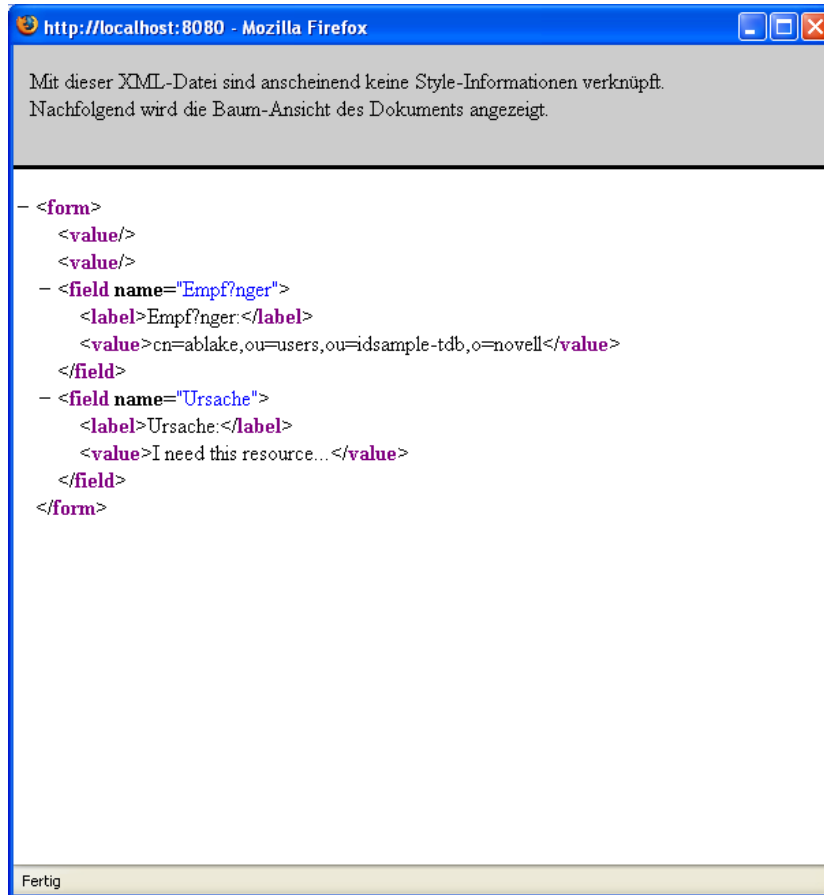 http://localhost:8080 - Mozilla Firefox
Mit dieser XML-Datei sind anscheinend keine Style-Informationen verknüpft.
Nachfolgend wird die Baum-Ansicht des Dokuments angezeigt.
− <form>
<value/>
<value/>
− <field name="Empf?nger">
<label>Empf?nger:</label>
<value>cn=ablake,ou=users,ou=idsample-tdb,o=novell</value>
</field>
− <field name="Ursache">
<label>Ursache:</label>
<value>I need this resource...</value>
</field>
</form>
Fertig